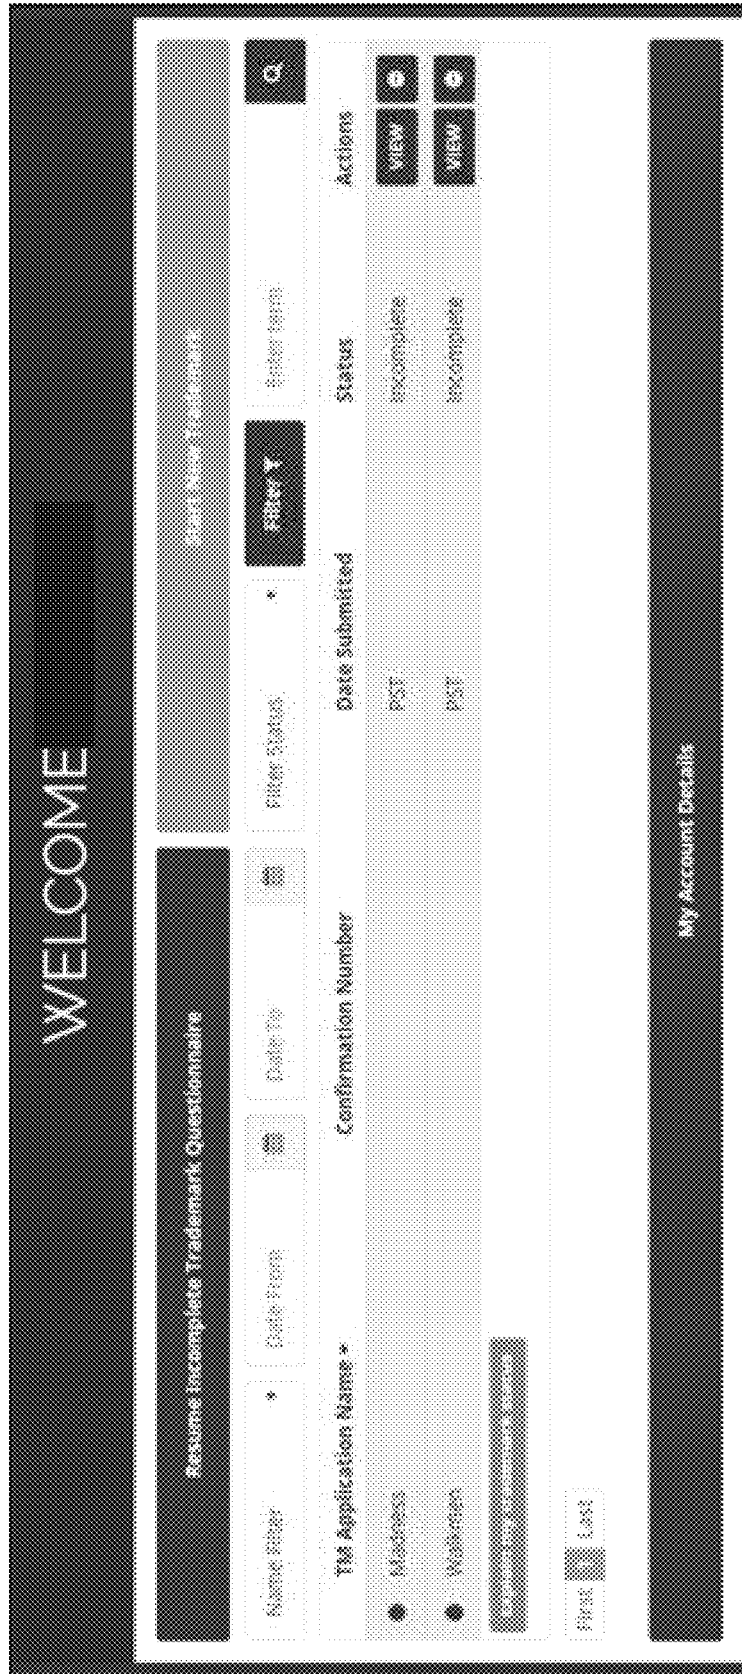 WELCOME
Resume Incomplete Trademark Questionnaire
Start New Trademark
Name Filter
Date From
Date To
Filter Status
Filter
Enter term
TM Application Name
Confirmation Number
Date Submitted
Status
Actions
Madness
PST
Incomplete
VIEW
Walkmen
PST
Incomplete
VIEW
First
Last
My Account Details